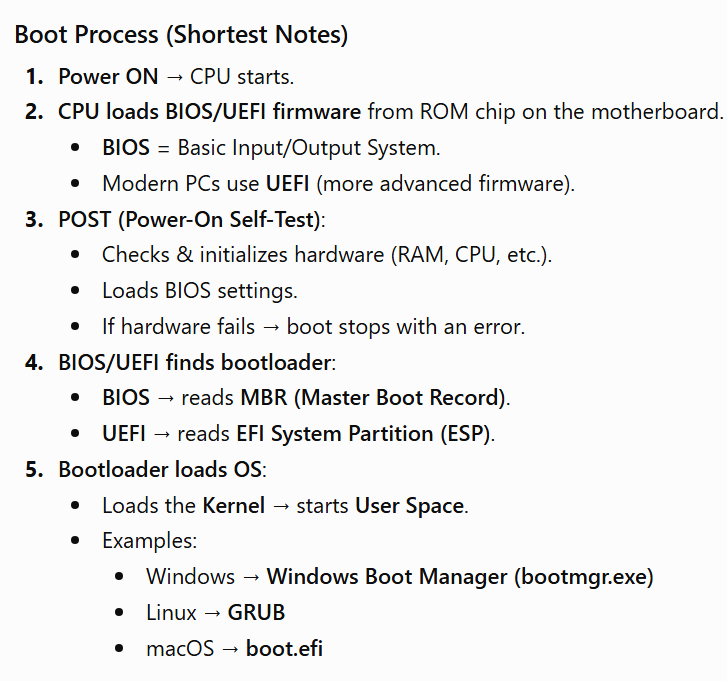 Boot Process (Shortest Notes)
1. Power ON → CPU starts.
2. CPU loads BIOS/UEFI firmware from ROM chip on the motherboard.
• BIOS = Basic Input/Output System.
• Modern PCs use UEFI (more advanced firmware).
3. POST (Power-On Self-Test):
• Checks & initializes hardware (RAM, CPU, etc.).
• Loads BIOS settings.
• If hardware fails → boot stops with an error.
4. BIOS/UEFI finds bootloader:
• BIOS → reads MBR (Master Boot Record).
• UEFI → reads EFI System Partition (ESP).
5. Bootloader loads OS:
• Loads the Kernel → starts User Space.
• Examples:
• Windows → Windows Boot Manager (bootmgr.exe)
• Linux → GRUB
• macOS → boot.efi